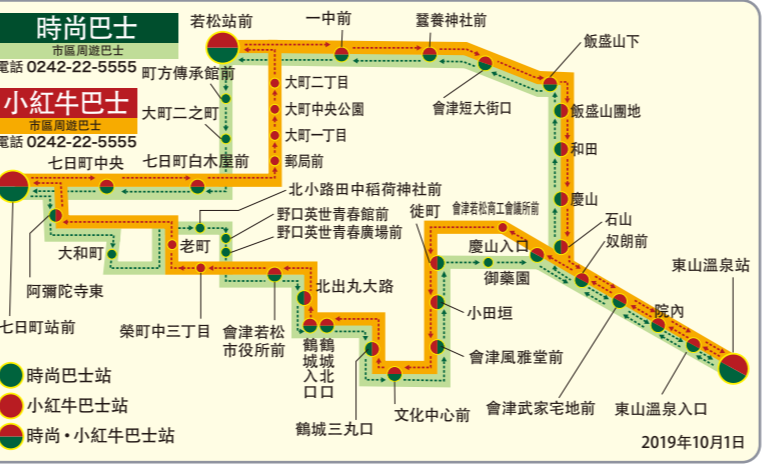 時尚巴士
市區周遊巴士
電話 0242-22-5555
小紅牛巴士
市區周遊巴士
電話 0242-22-5555
若松站前
一中前
蠶養神社前
飯盛山下
會津短大街口
飯盛山團地
和田
慶山
石山
奴朗前
東山溫泉站
町方傳承館前
大町二之町
大町二丁目
大町中央公園
大町一丁目
郵局前
七日町中央
七日町白木屋前
北小路田中稻荷神社前
野口英世青春館前
野口英世青春廣場前
徒町
會津若松商工會議所前
慶山入口
御藥園
院內
老町
大和町
阿彌陀寺東
七日町站前
榮町中三丁目
會津若松
市役所前
北出丸大路
鶴城入口
鶴城北口
鶴城三丸口
小田垣
會津風雅堂前
文化中心前
會津武家宅地前
東山溫泉入口
時尚巴士站
小紅牛巴士站
時尚・小紅牛巴士站
2019年10月1日